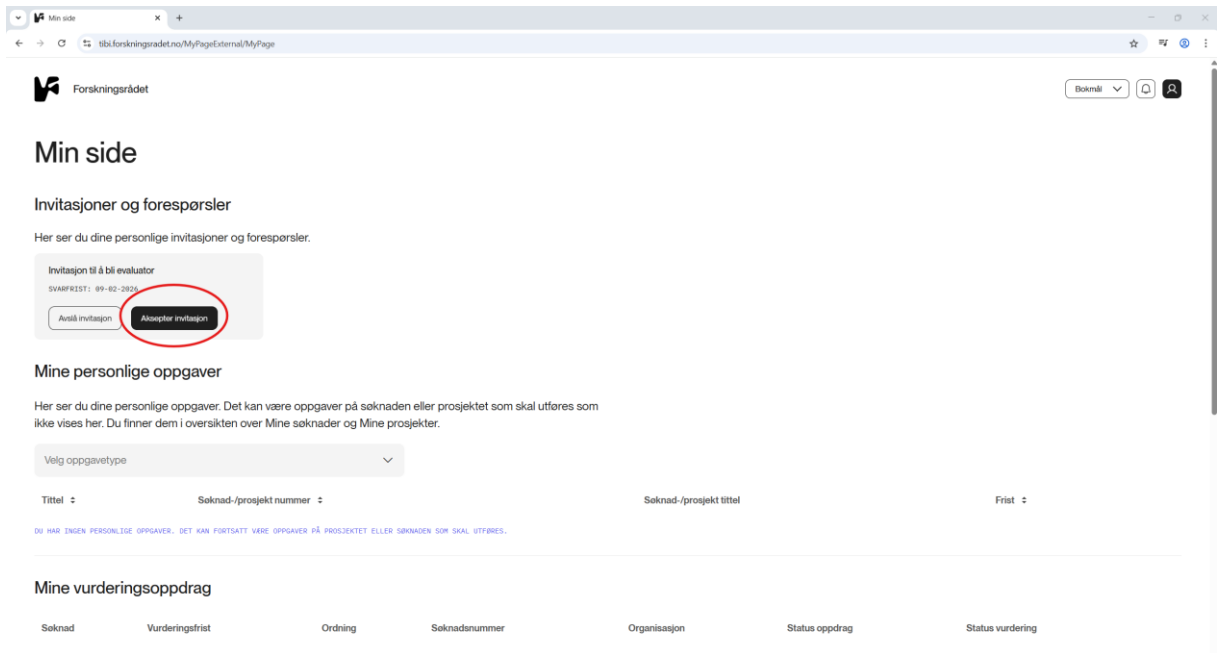 Min side
tibi.forskningsradet.no/MyPageExternal/MyPage
Forskningsrådet
Bokmål
Min side
Invitasjoner og forespørsler
Her ser du dine personlige invitasjoner og forespørsler.
Invitasjon til å bli evaluator
SVARFRIST: 09-02-2026
Avslå invitasjon
Aksepter invitasjon
Mine personlige oppgaver
Her ser du dine personlige oppgaver. Det kan være oppgaver på søknaden eller prosjektet som skal utføres som
ikke vises her. Du finner dem i oversikten over Mine søknader og Mine prosjekter.
Velg oppgavetype
Tittel Søknad-/prosjekt nummer Søknad-/prosjekt tittel Frist
DU HAR INGEN PERSONLIGE OPPGAVER. DET KAN FORTSATT VÆRE OPPGAVER PÅ PROSJEKTET ELLER SØKNADEN SOM SKAL UTFØRES.
Mine vurderingsoppdrag
Søknad Vurderingsfrist Ordning Søknadsnummer Organisasjon Status oppdrag Status vurdering